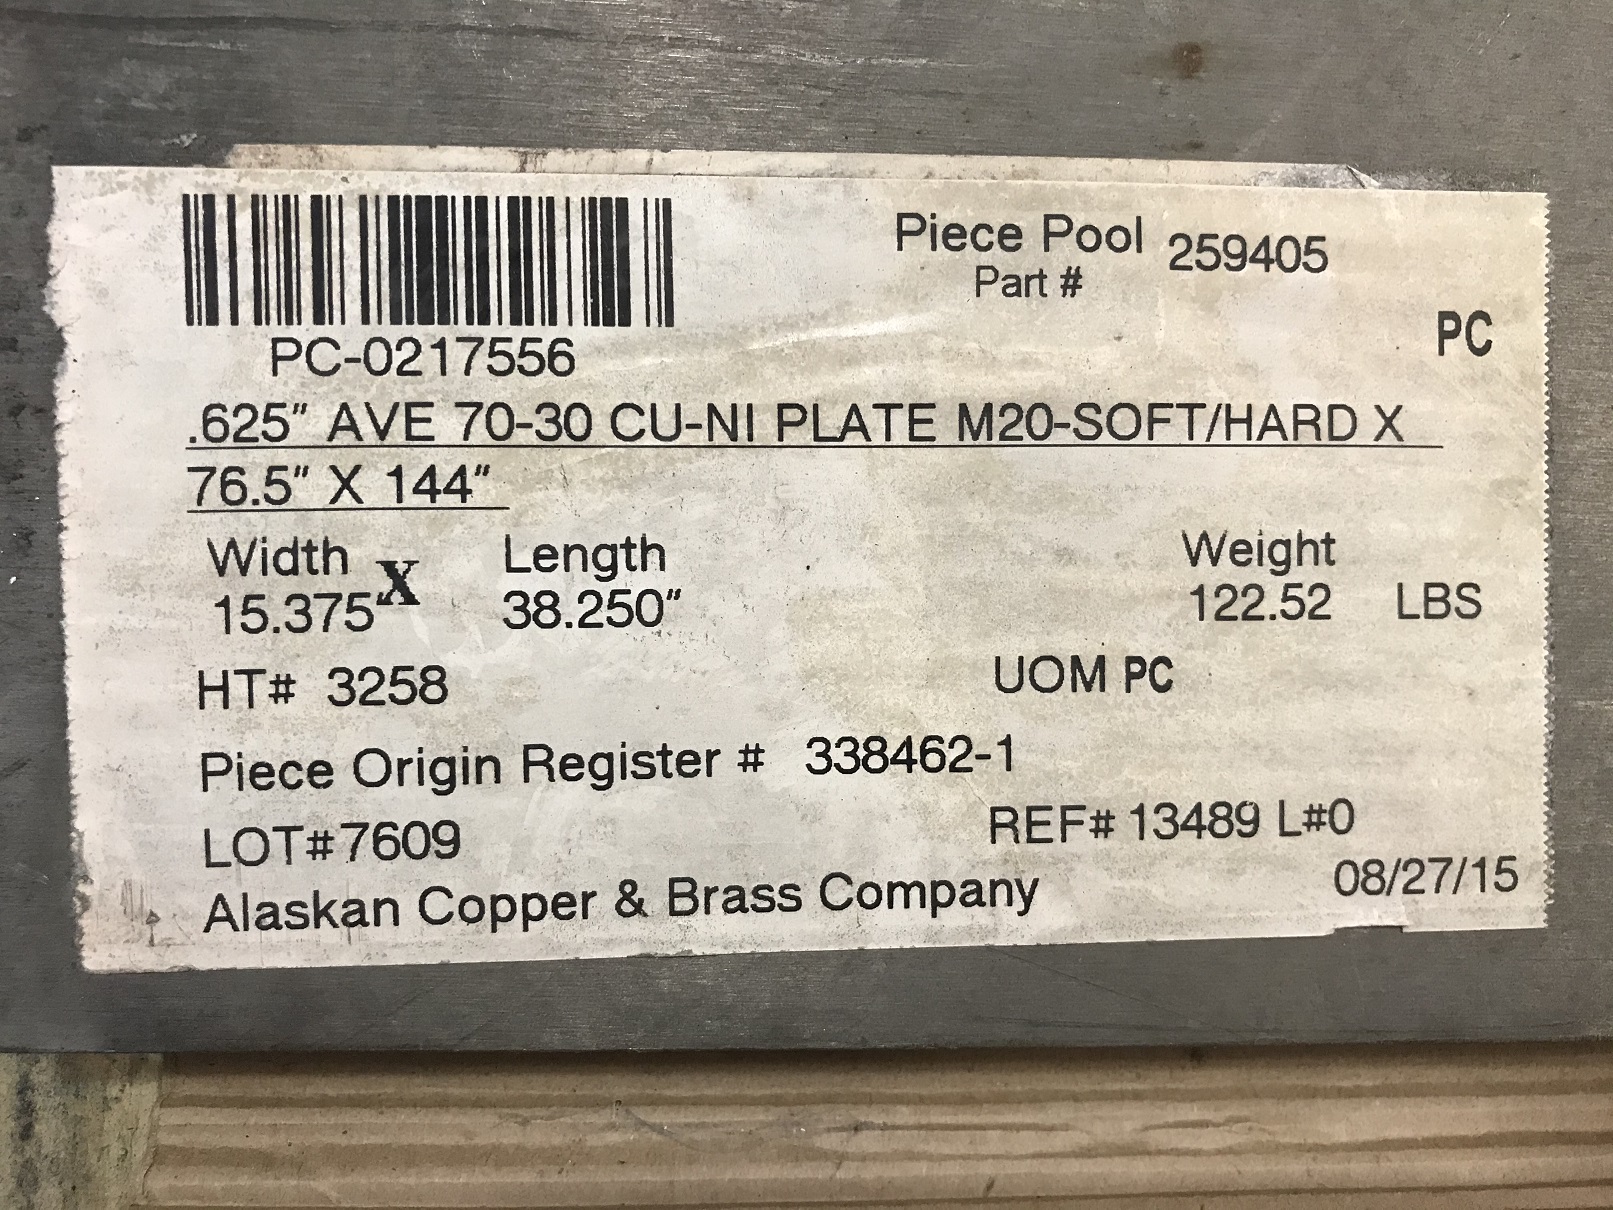 Piece Pool 259405
Part #
PC
PC-0217556
.625" AVE 70-30 CU-NI PLATE M20-SOFT/HARD X
76.5" X 144"
Width X Length Weight
15.375" 38.250" 122.52 LBS
HT# 3258 UOM PC
Piece Origin Register # 338462-1
LOT#7609 REF# 13489 L#0
Alaskan Copper & Brass Company 08/27/15